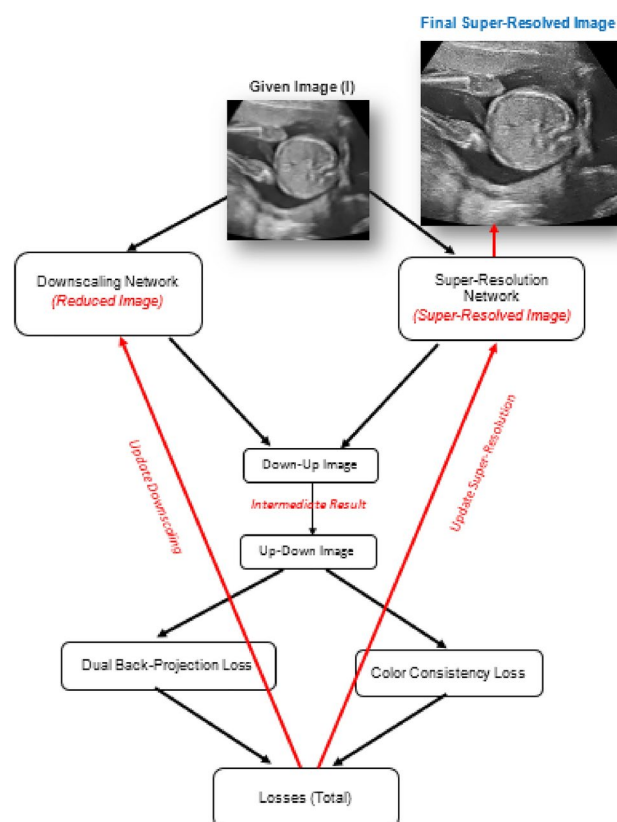 Final Super-Resolved Image
Given Image (I)
Downscaling Network
(Reduced Image)
Super-Resolution
Network
(Super-Resolved Image)
Update Downscaling
Update Super-Resolution
Down-Up Image
Intermediate Result
Up-Down Image
Dual Back-Projection Loss
Color Consistency Loss
Losses (Total)